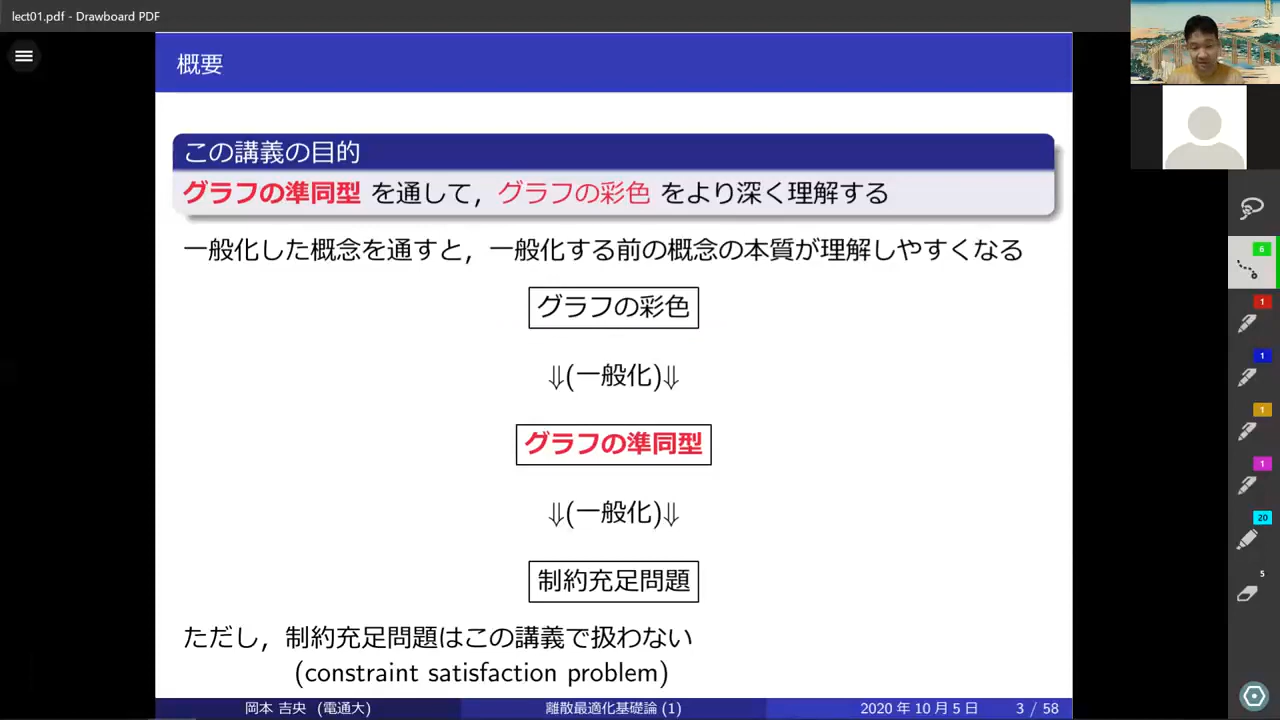 lect01.pdf - Drawboard PDF
概要
この講義の目的
グラフの準同型 を通して，グラフの彩色 をより深く理解する
一般化した概念を通すと，一般化する前の概念の本質が理解しやすくなる
グラフの彩色
⇓(一般化)⇓
グラフの準同型
⇓(一般化)⇓
制約充足問題
ただし，制約充足問題はこの講義で扱わない
(constraint satisfaction problem)
岡本 吉央 (電通大) 離散最適化基礎論 (1) 2020 年 10 月 5 日 3 / 58
6
1
1
1
1
20
5